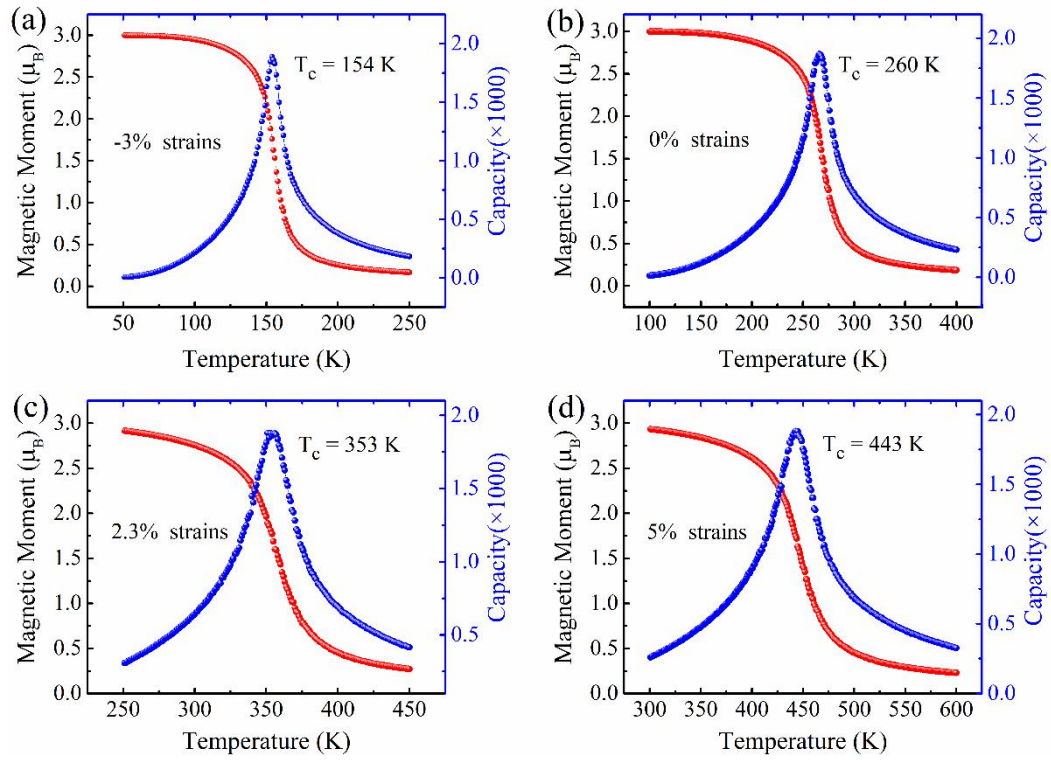 (a)
3.0
2.5
2.0
1.5
1.0
0.5
0.0
Magnetic Moment (μB)
Tc = 154 K
-3% strains
2.0
1.5
1.0
0.5
0.0
Capacity(×1000)
50 100 150 200 250
Temperature (K)
(b)
3.0
2.5
2.0
1.5
1.0
0.5
0.0
Magnetic Moment (μB)
Tc = 260 K
0% strains
2.0
1.5
1.0
0.5
0.0
Capacity(×1000)
100 150 200 250 300 350 400
Temperature (K)
(c)
3.0
2.5
2.0
1.5
1.0
0.5
0.0
Magnetic Moment (μB)
Tc = 353 K
2.3% strains
2.0
1.5
1.0
0.5
Capacity(×1000)
250 300 350 400 450
Temperature (K)
(d)
3.0
2.5
2.0
1.5
1.0
0.5
0.0
Magnetic Moment (μB)
Tc = 443 K
5% strains
2.0
1.5
1.0
0.5
0.0
Capacity(×1000)
300 350 400 450 500 550 600
Temperature (K)